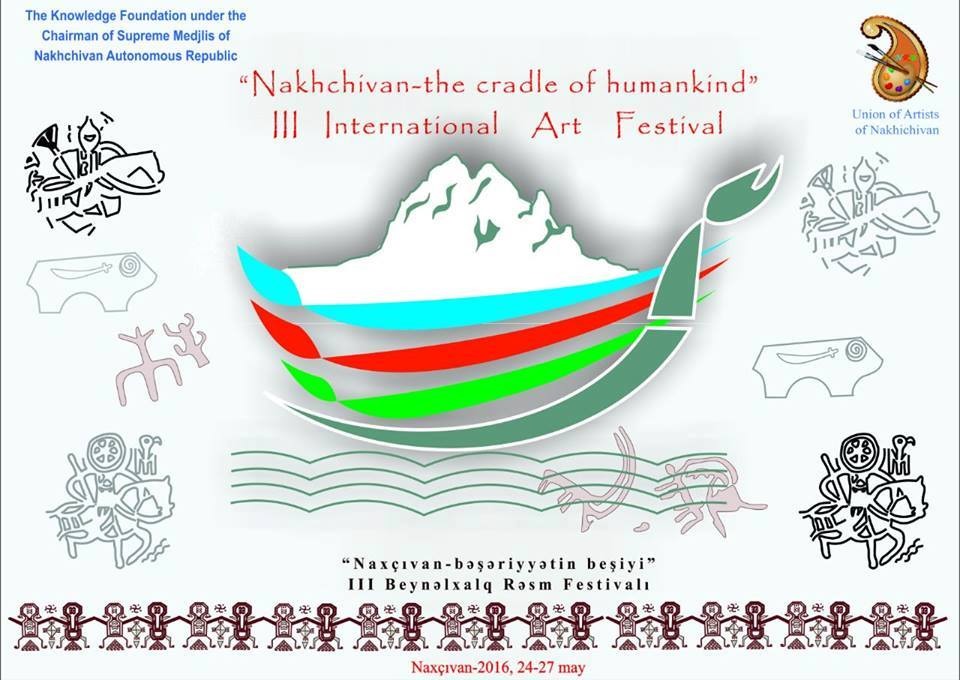 The Knowledge Foundation under the
Chairman of Supreme Medjlis of
Nakhchivan Autonomous Republic
“Nakhchivan-the cradle of humankind”
III International Art Festival
Union of Artists
of Nakhichivan
“Naxçıvan-bəşəriyyətin beşiyi”
III Beynəlxalq Rəsm Festivalı
Naxçıvan-2016, 24-27 may